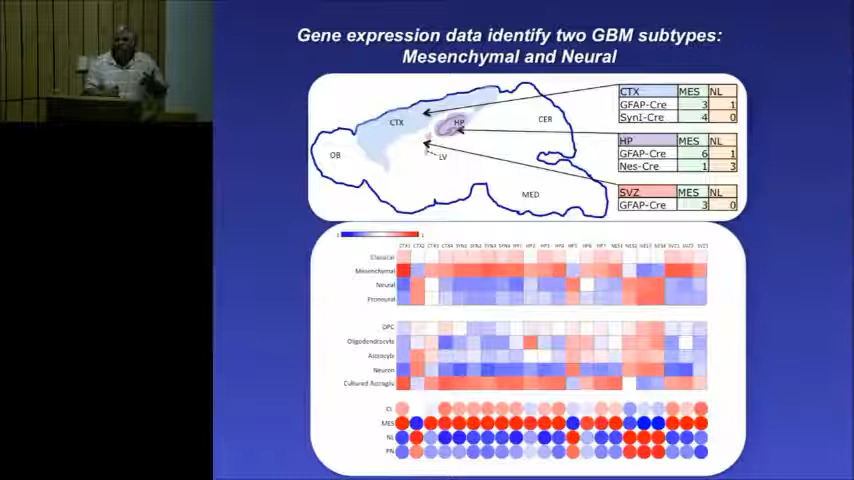 Gene expression data identify two GBM subtypes:
Mesenchymal and Neural
CTX MES NL
GFAP-Cre 3 1
SynI-Cre 4 0
HP MES NL
GFAP-Cre 6 1
Nes-Cre 1 3
SVZ MES NL
GFAP-Cre 3 0
CTX
HP
CER
OB
LV
MED
Classical
Mesenchymal
Neural
Proneural
OPC
Oligodendrocyte
Astrocyte
Neuron
Cultured Astroglia
CL
MES
NL
PN